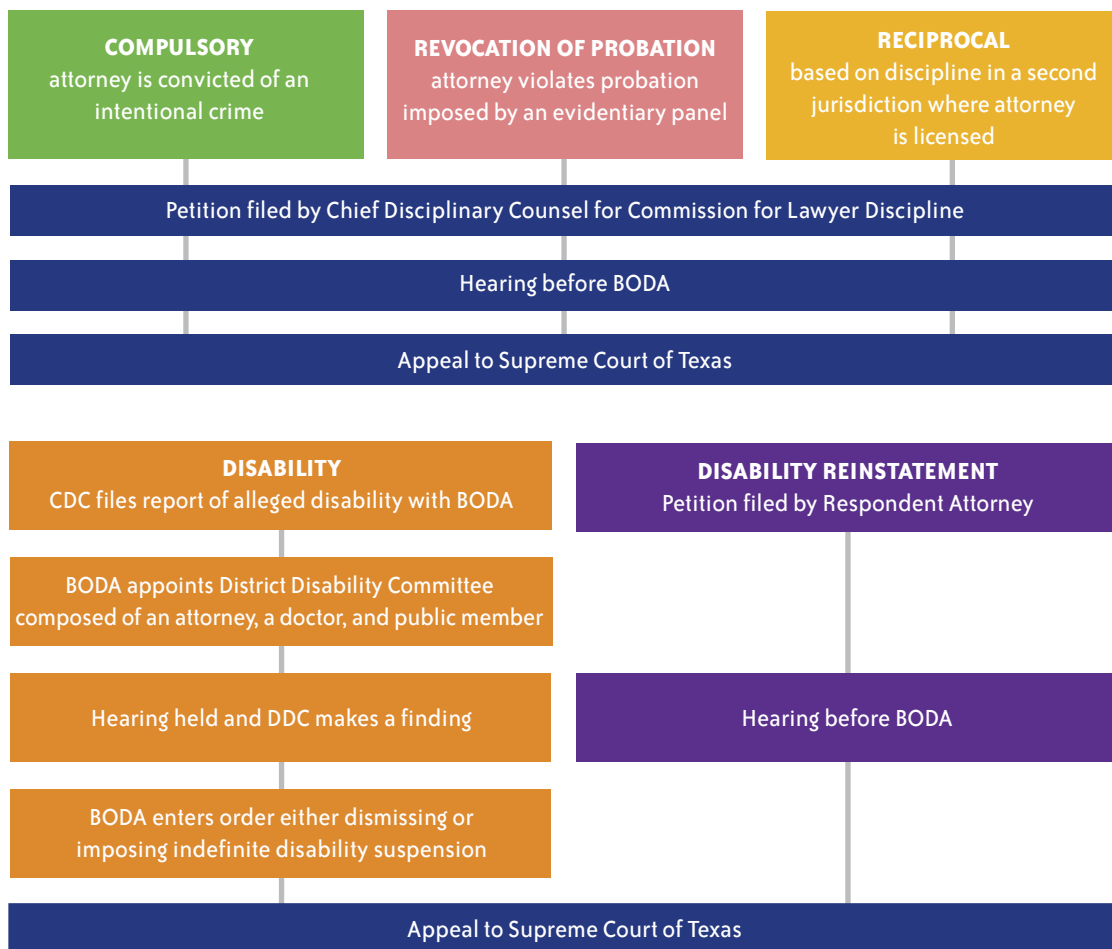 COMPULSORY
attorney is convicted of an
intentional crime
REVOCATION OF PROBATION
attorney violates probation
imposed by an evidentiary panel
RECIPROCAL
based on discipline in a second
jurisdiction where attorney
is licensed
Petition filed by Chief Disciplinary Counsel for Commission for Lawyer Discipline
Hearing before BODA
Appeal to Supreme Court of Texas
DISABILITY
CDC files report of alleged disability with BODA
BODA appoints District Disability Committee
composed of an attorney, a doctor, and public member
Hearing held and DDC makes a finding
BODA enters order either dismissing or
imposing indefinite disability suspension
DISABILITY REINSTATEMENT
Petition filed by Respondent Attorney
Hearing before BODA
Appeal to Supreme Court of Texas